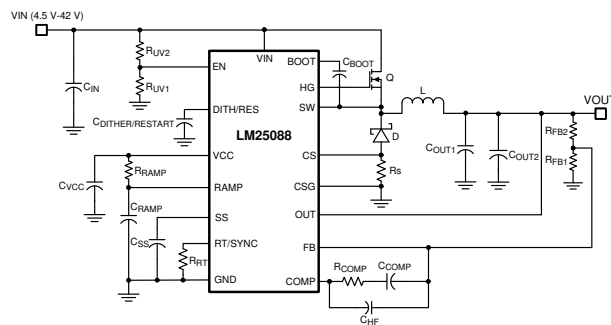 VIN (4.5 V-42 V)
VOUT
RUV2
RUV1
CIN
VIN
EN
DITH/RES
CDITHER/RESTART
LM25088
VCC
RRAMP
CVCC
RAMP
CRAMP
SS
CSS
RT/SYNC
RRT
GND
BOOT
CBOOT
HG
Q
SW
L
D
CS
RS
CSG
COUT1
COUT2
RFB2
RFB1
OUT
FB
COMP
RCOMP
CCOMP
CHF